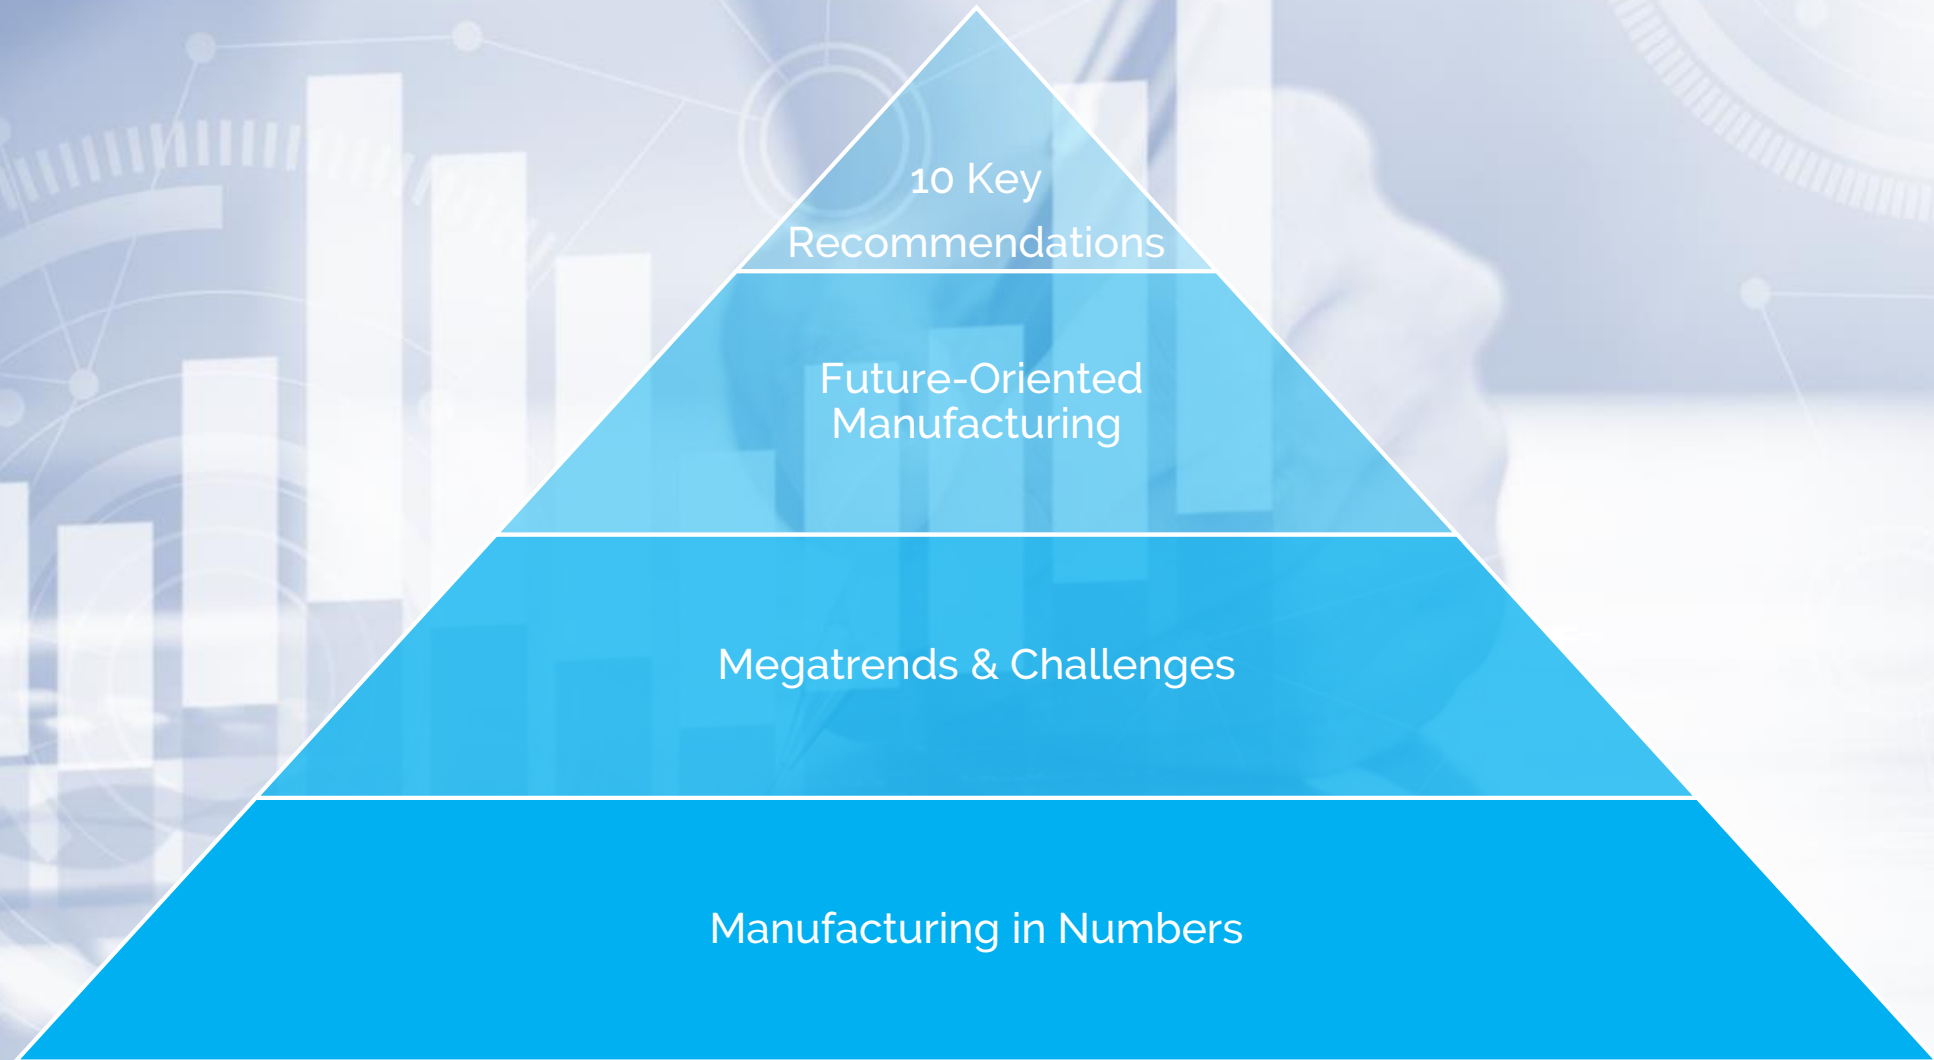 10 Key
Recommendations
Future-Oriented
Manufacturing
Megatrends & Challenges
Manufacturing in Numbers